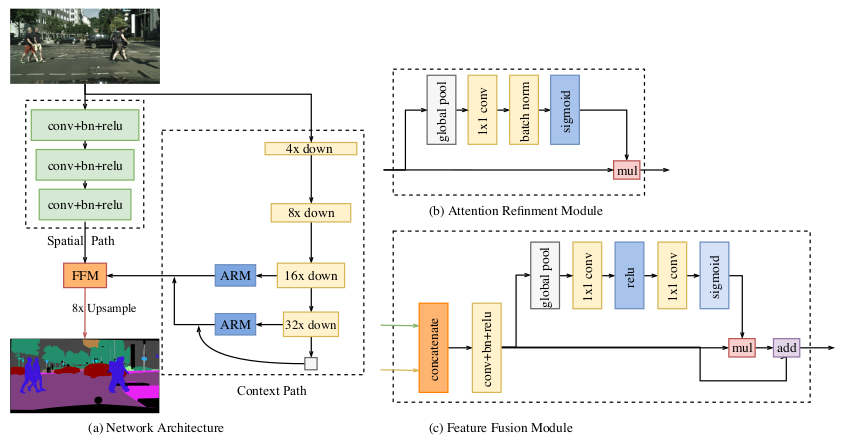 conv+bn+relu
conv+bn+relu
conv+bn+relu
Spatial Path
FFM
8x Upsample
4x down
8x down
ARM
16x down
ARM
32x down
Context Path
(a) Network Architecture
global pool
1x1 conv
batch norm
sigmoid
mul
(b) Attention Refinment Module
concatenate
conv+bn+relu
global pool
1x1 conv
relu
1x1 conv
sigmoid
mul
add
(c) Feature Fusion Module